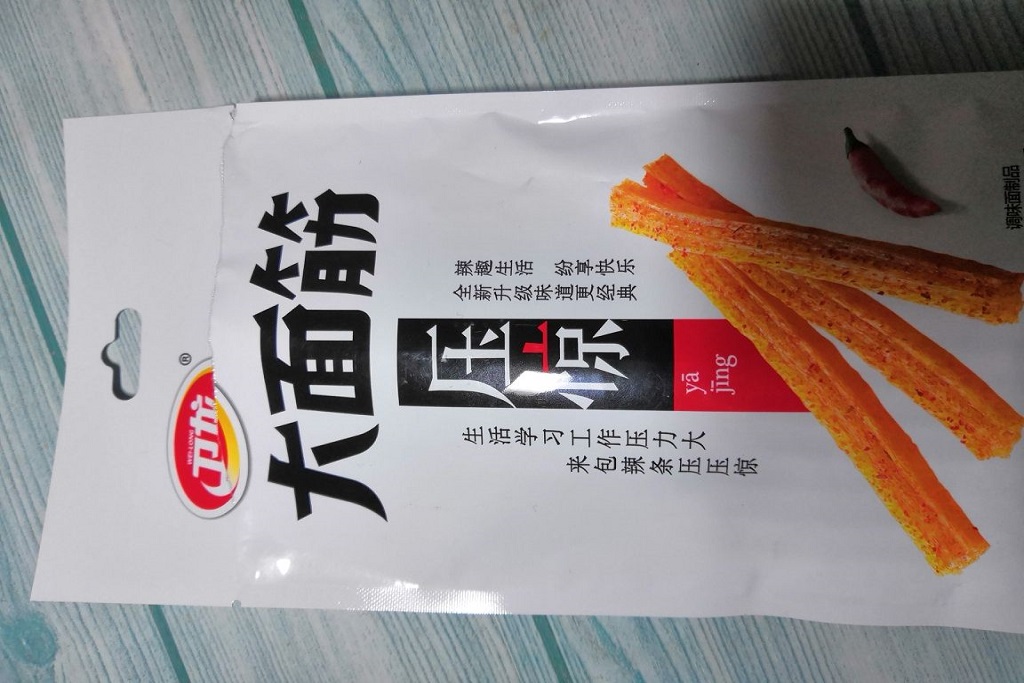 卫龙®
WEI-LONG
大面筋
辣趣生活 纷享快乐
全新升级味道更经典
压惊
yā jīng
生活学习工作压力大
来包辣条压压惊
调味面制品